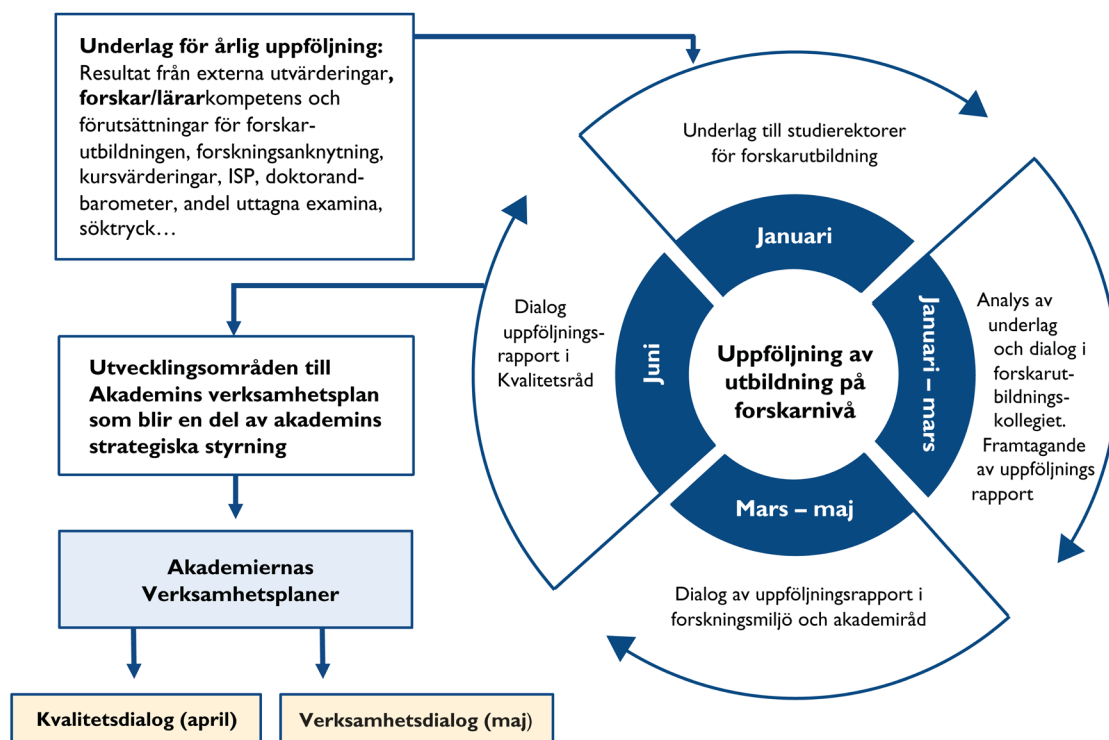 Underlag för årlig uppföljning:
Resultat från externa utvärderingar,
forskar/lärarkompetens och
förutsättningar för forskar-
utbildningen, forskningsanknytning,
kursvärderingar, ISP, doktorand-
barometer, andel uttagna examina,
söktryck…
Underlag till studierektorer
för forskarutbildning
Januari
Januari – mars
Analys av
underlag
och dialog i
forskarut-
bildnings-
kollegiet.
Framtagande
av uppföljnings
rapport
Uppföljning av
utbildning på
forskarnivå
Mars – maj
Dialog av uppföljningsrapport i
forskningsmiljö och akademiråd
Juni
Dialog
uppföljnings-
rapport i
Kvalitetsråd
Utvecklingsområden till
Akademins verksamhetsplan
som blir en del av akademins
strategiska styrning
Akademiernas
Verksamhetsplaner
Kvalitetsdialog (april)
Verksamhetsdialog (maj)